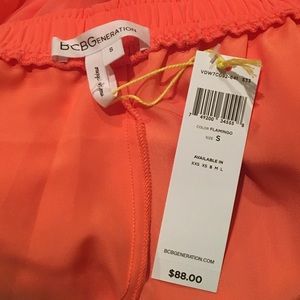 BCBGENERATION
S
COLOR FLAMINGO
SIZE S
AVAILABLE IN
XXS XS S M L
BCBGENERATION.COM
$88.00